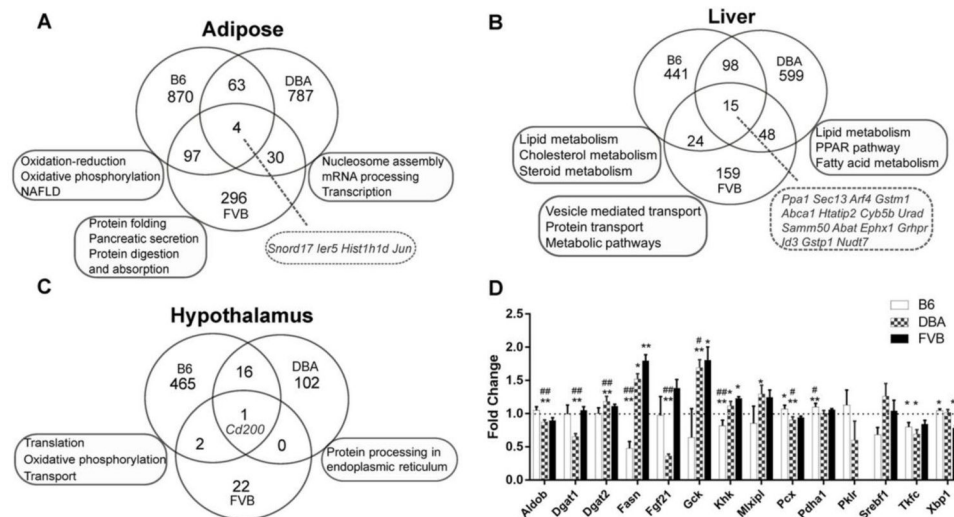 A
Adipose
B6
870
63
DBA
787
4
97
30
296
FVB
Oxidation-reduction
Oxidative phosphorylation
NAFLD
Nucleosome assembly
mRNA processing
Transcription
Protein folding
Pancreatic secretion
Protein digestion
and absorption
Snord17 Ier5 Hist1h1d Jun
B
Liver
B6
441
98
DBA
599
15
24
48
159
FVB
Lipid metabolism
Cholesterol metabolism
Steroid metabolism
Lipid metabolism
PPAR pathway
Fatty acid metabolism
Vesicle mediated transport
Protein transport
Metabolic pathways
Ppa1 Sec13 Arf4 Gstm1
Abca1 Htatip2 Cyb5b Urad
Samm50 Abat Ephx1 Grhpr
Id3 Gstp1 Nudt7
C
Hypothalamus
B6
465
16
DBA
102
1
Cd200
2
0
22
FVB
Translation
Oxidative phosphorylation
Transport
Protein processing in
endoplasmic reticulum
D
B6
DBA
FVB
Fold Change
2.5
2.0
1.5
1.0
0.5
0.0
## ** ## ** ## ** ## ** * ** ## ** # ** * ## ** * * * * # ** # ** * * * *
Aldob Dgat1 Dgat2 Fasn Fgf21 Gck Khk Mlxipl Pcx Pdha1 Pklr Srebf1 Tkfc Xbp1